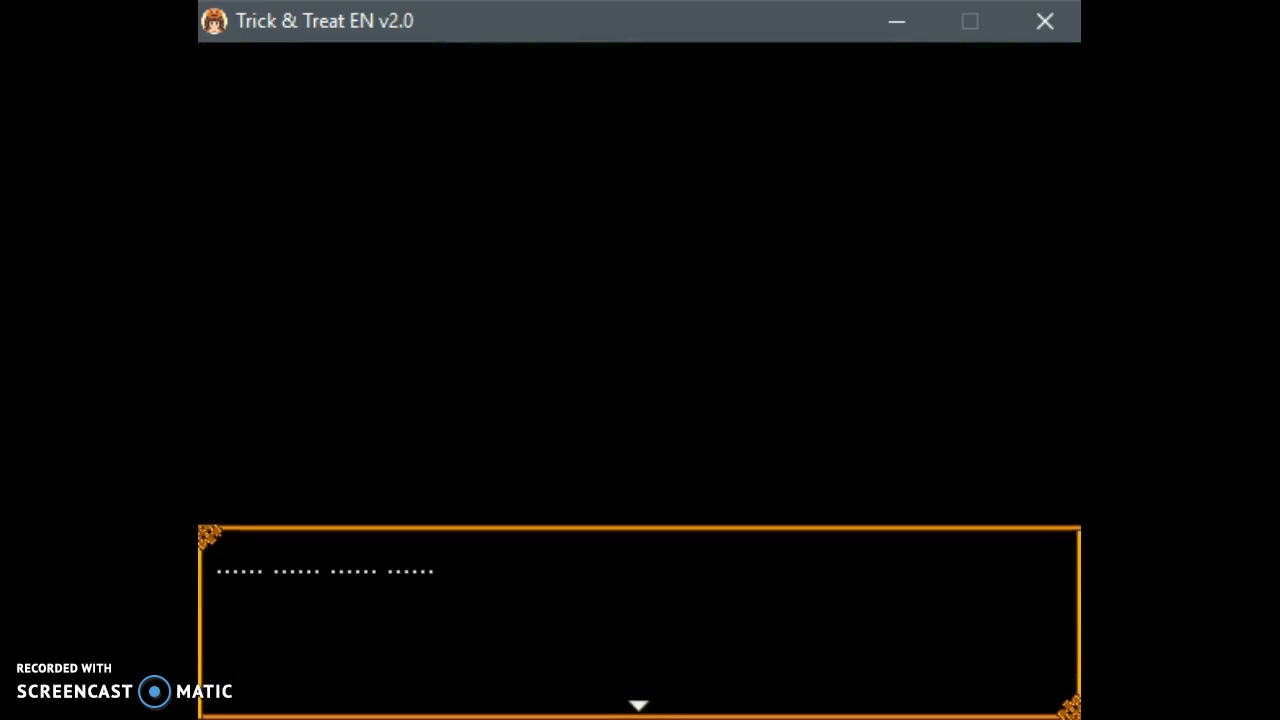 Trick & Treat EN v2.0
...... ...... ...... ......
RECORDED WITH
SCREENCAST MATIC